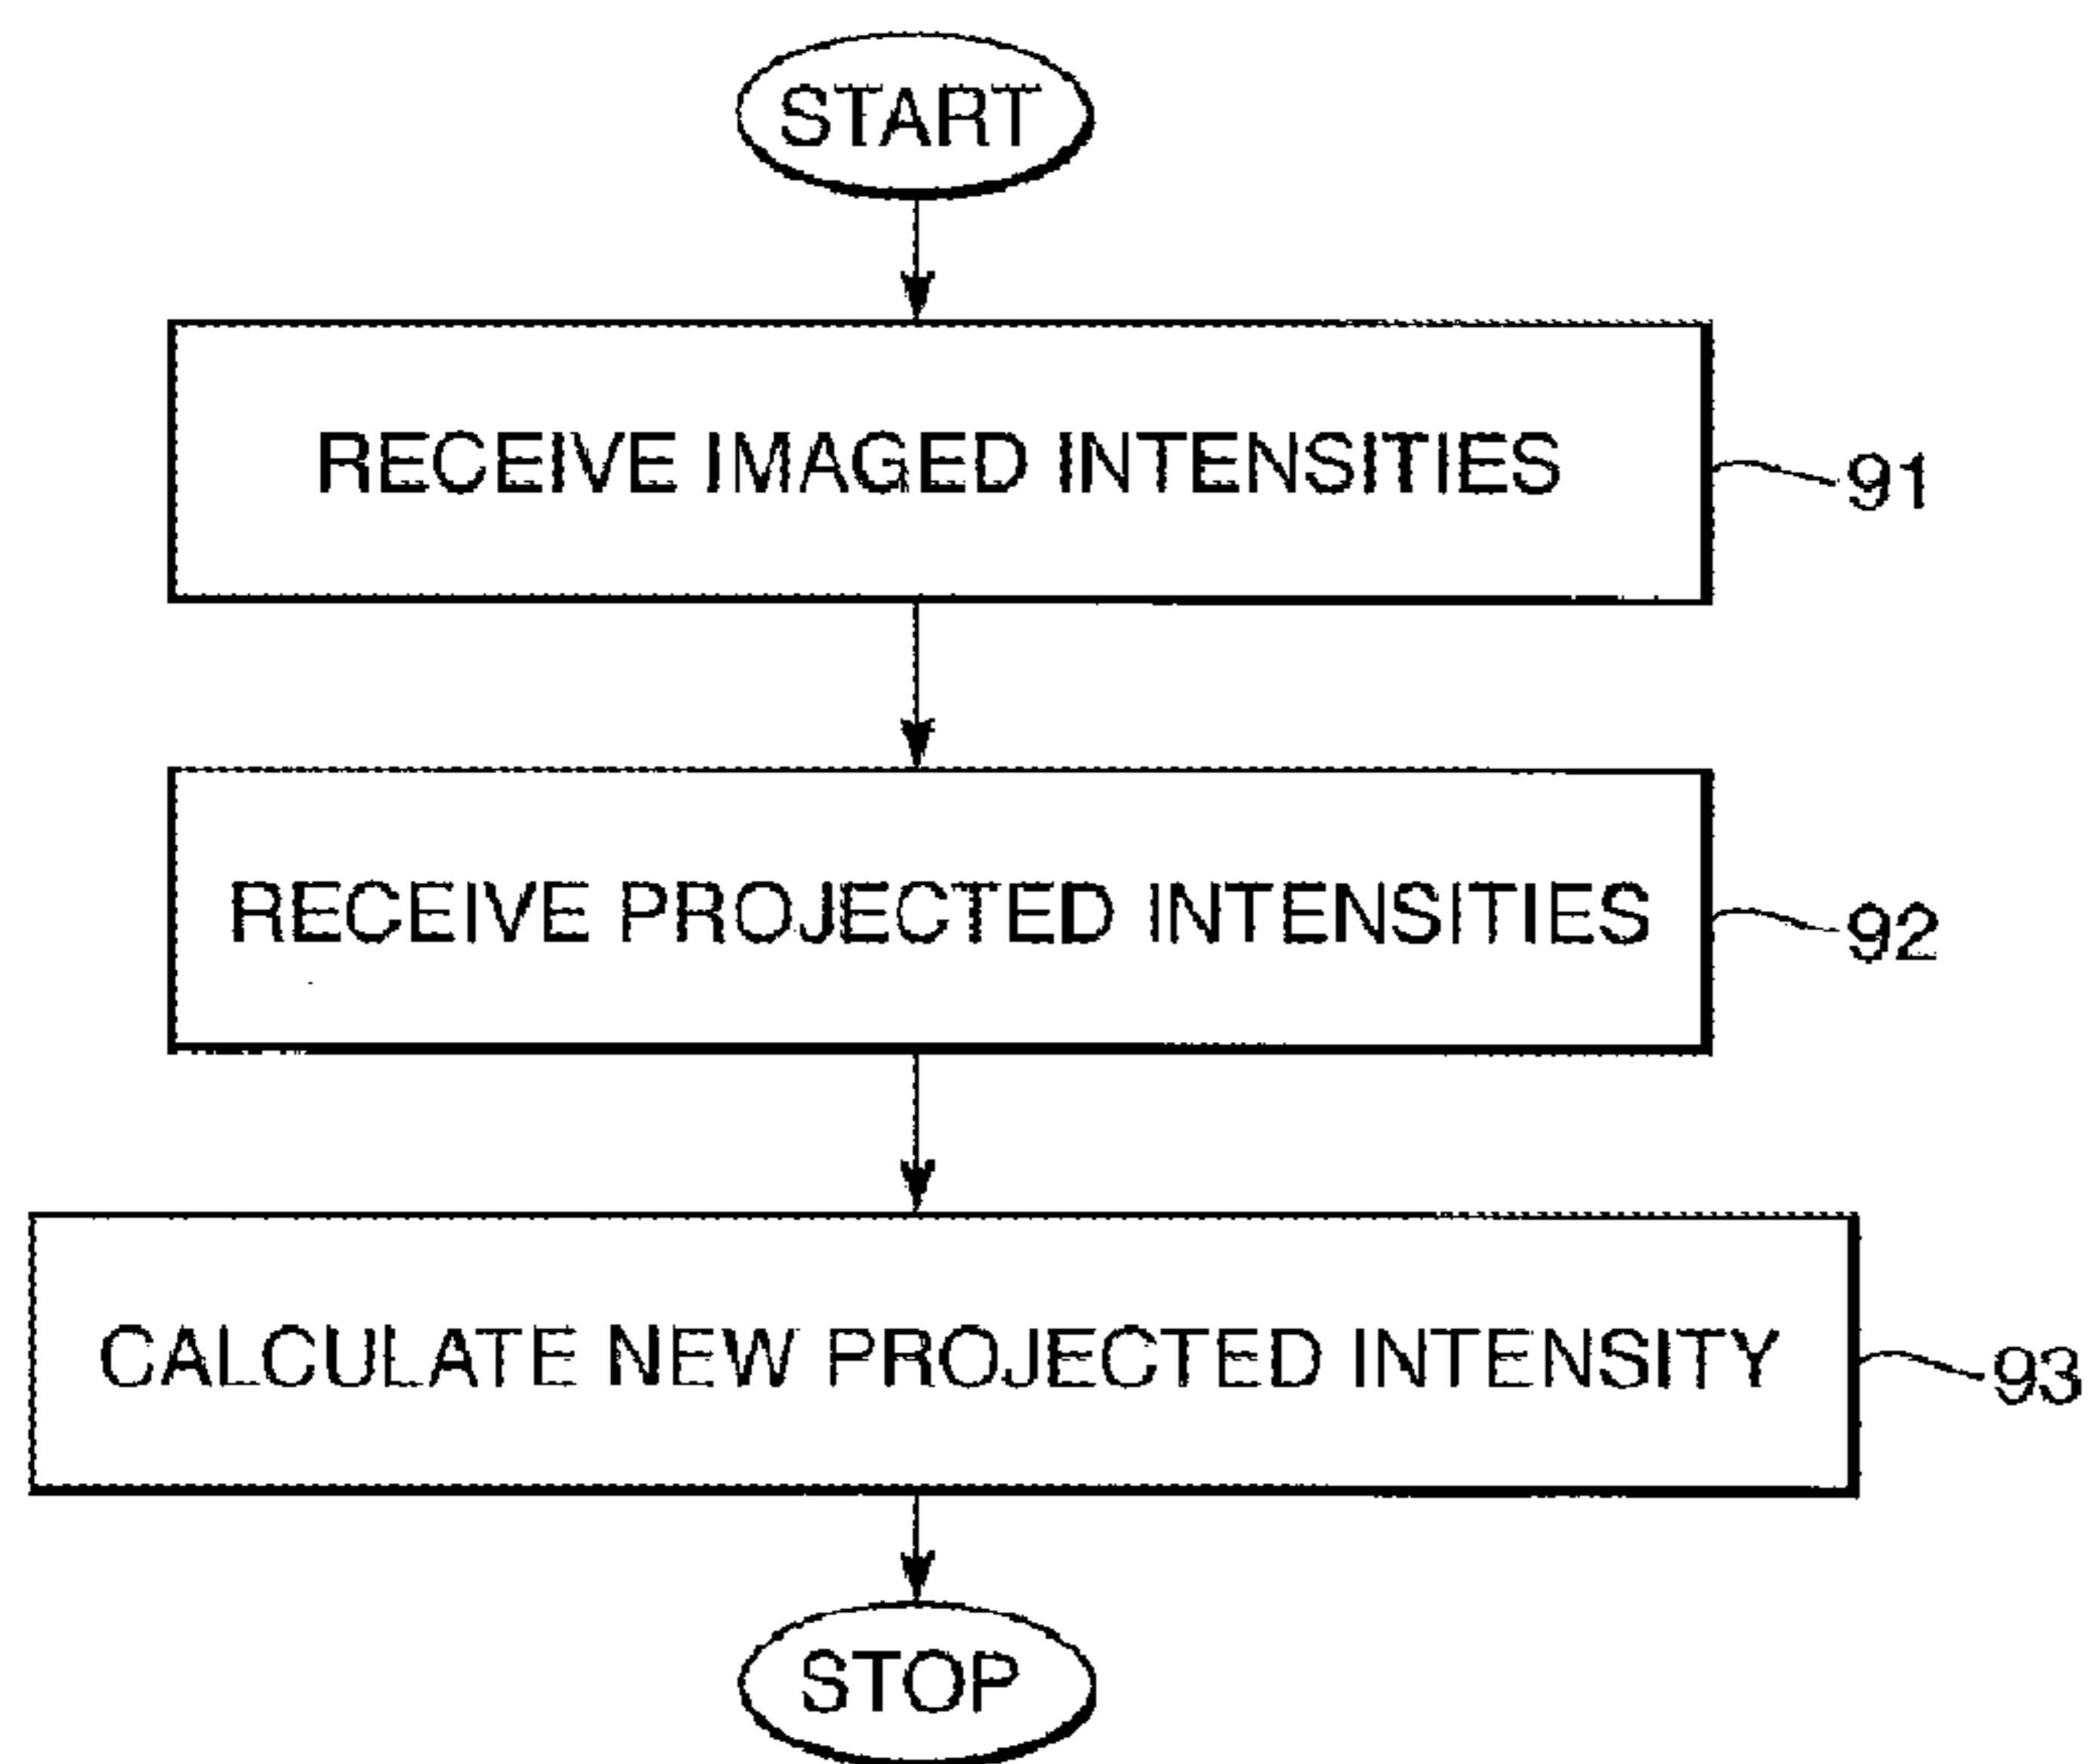 START
RECEIVE IMAGED INTENSITIES
91
RECEIVE PROJECTED INTENSITIES
92
CALCULATE NEW PROJECTED INTENSITY
93
STOP